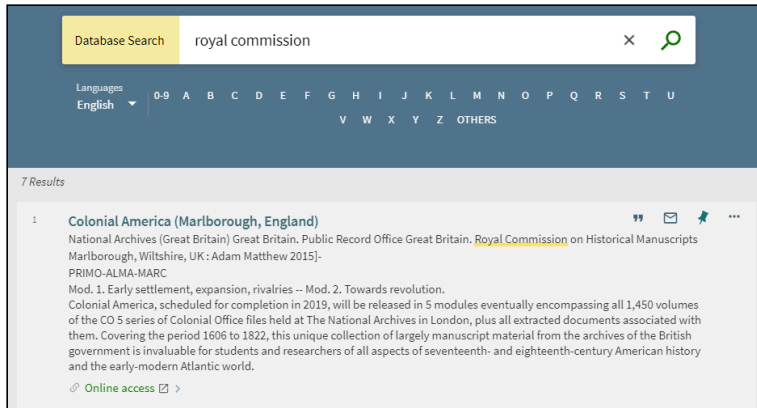 Database Search royal commission
Languages
English 0-9 A B C D E F G H I J K L M N O P Q R S T U
V W X Y Z OTHERS
7 Results
1 Colonial America (Marlborough, England)
National Archives (Great Britain) Great Britain. Public Record Office Great Britain. Royal Commission on Historical Manuscripts
Marlborough, Wiltshire, UK : Adam Matthew 2015]-
PRIMO-ALMA-MARC
Mod. 1. Early settlement, expansion, rivalries -- Mod. 2. Towards revolution.
Colonial America, scheduled for completion in 2019, will be released in 5 modules eventually encompassing all 1,450 volumes
of the CO 5 series of Colonial Office files held at The National Archives in London, plus all extracted documents associated with
them. Covering the period 1606 to 1822, this unique collection of largely manuscript material from the archives of the British
government is invaluable for students and researchers of all aspects of seventeenth- and eighteenth-century American history
and the early-modern Atlantic world.
Online access